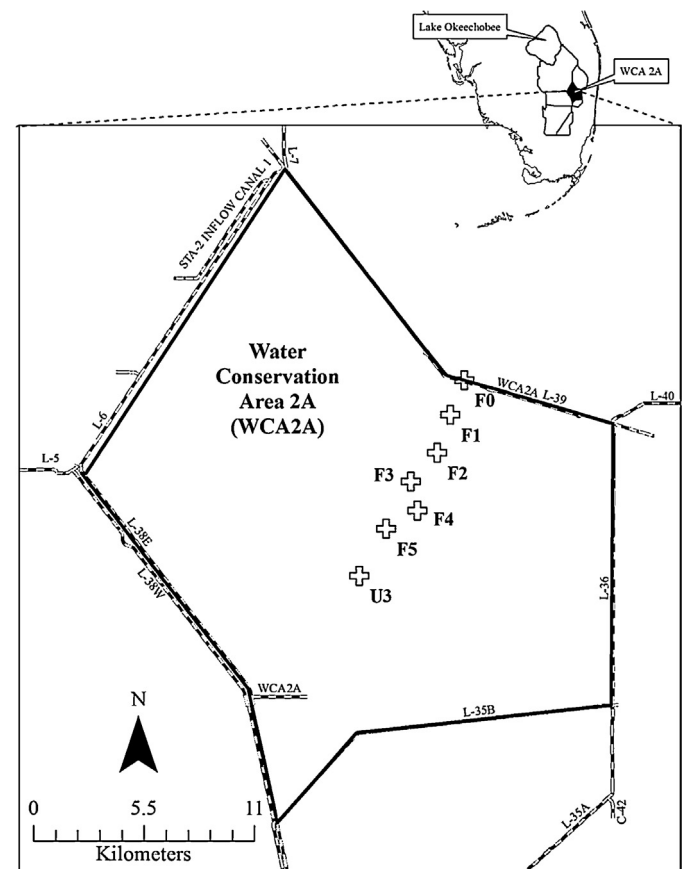 Lake Okeechobee
WCA 2A
L-7
STA-2 INFLOW CANAL 1
Water
Conservation
Area 2A
(WCA2A)
WCA2A L-39
L-40
F0
F1
L-6
F2
L-5
F3
F4
L-38E
F5
L-38W
U3
L-36
WCA2A
L-35B
N
0 5.5 11
Kilometers
L-35A
C-42